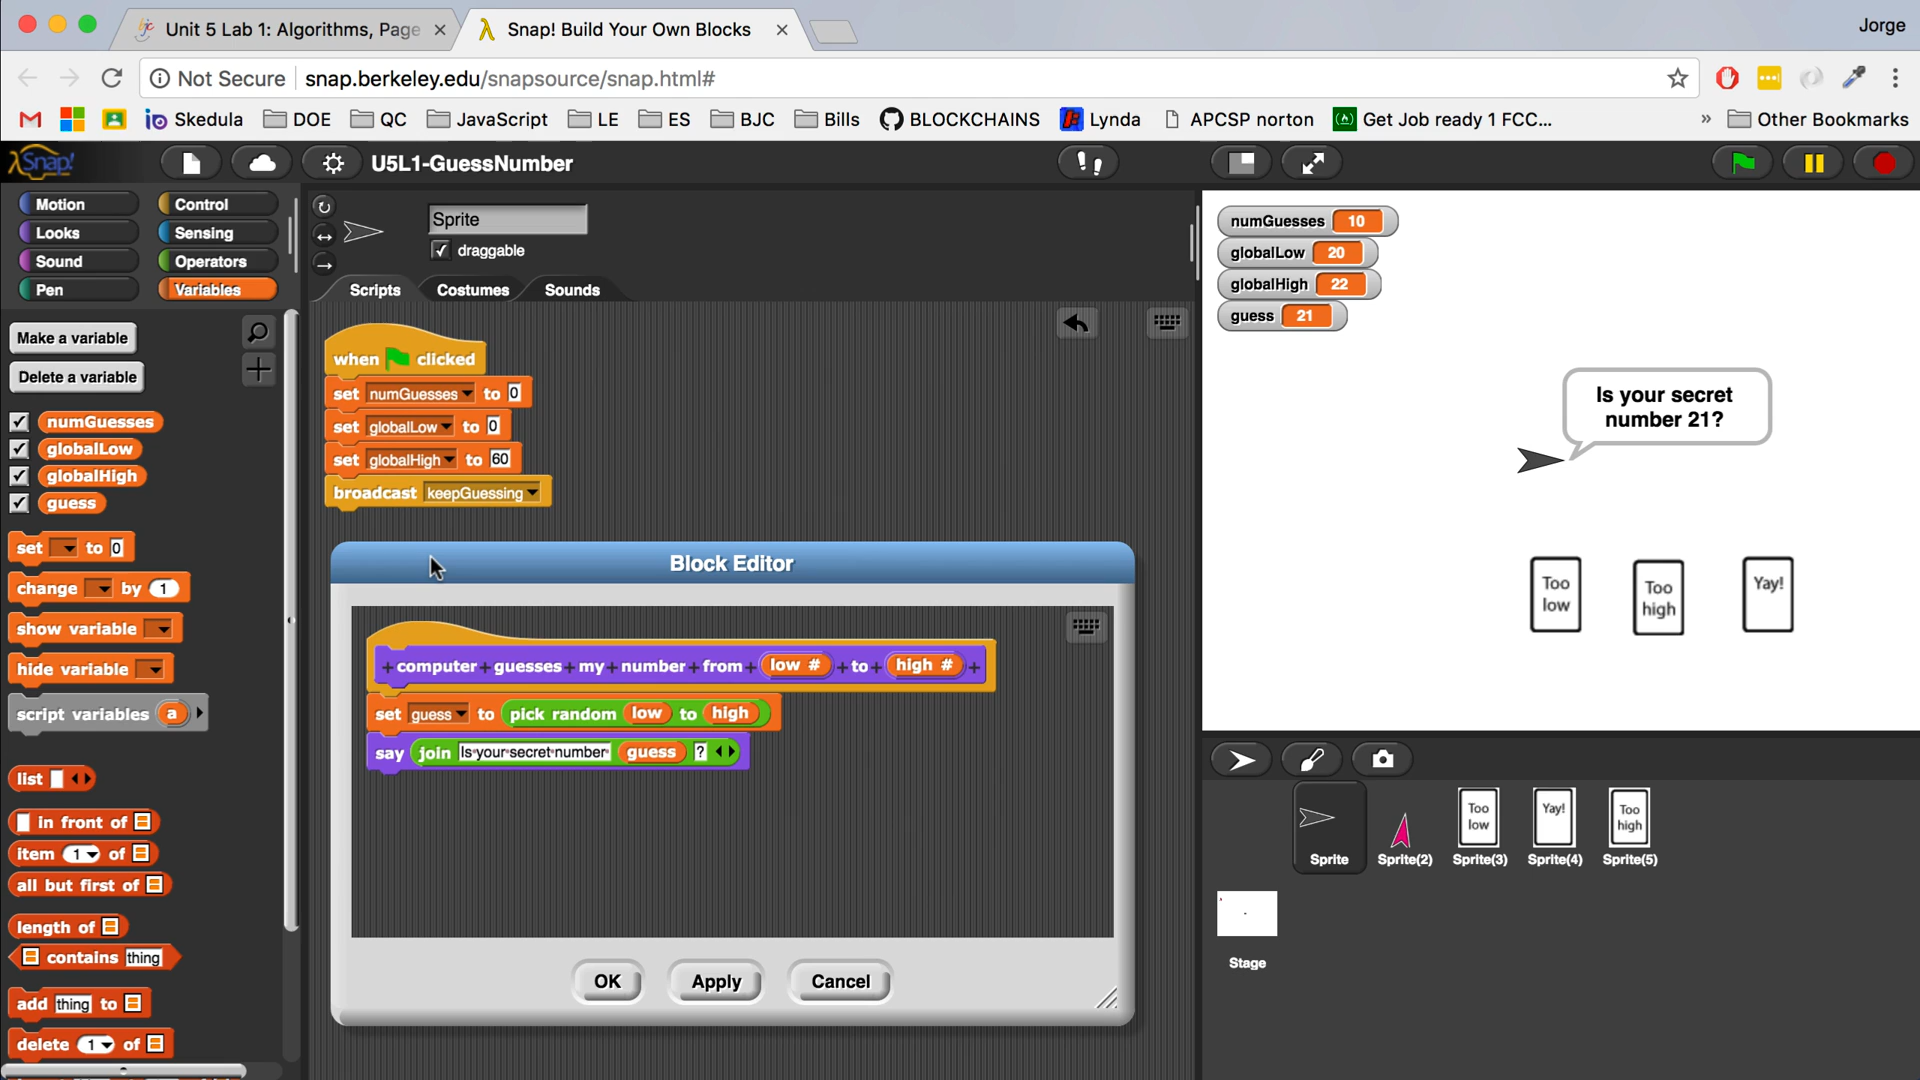 Unit 5 Lab 1: Algorithms, Page
Snap! Build Your Own Blocks
Jorge
Not Secure
snap.berkeley.edu/snapsource/snap.html#
Skedula
DOE
QC
JavaScript
LE
ES
BJC
Bills
BLOCKCHAINS
Lynda
APCSP norton
Get Job ready 1 FCC...
»
Other Bookmarks
Snap!
U5L1-GuessNumber
Motion
Control
Looks
Sensing
Sound
Operators
Pen
Variables
Make a variable
Delete a variable
numGuesses
globalLow
globalHigh
guess
set to 0
change by 1
show variable
hide variable
script variables a
list
in front of
item 1 of
all but first of
length of
contains thing
add thing to
delete 1 of
Sprite
draggable
Scripts
Costumes
Sounds
when clicked
set numGuesses to 0
set globalLow to 0
set globalHigh to 60
broadcast keepGuessing
Block Editor
+ computer + guesses + my + number + from + low # + to + high # +
set guess to pick random low to high
say join Is your secret number guess ?
OK
Apply
Cancel
numGuesses 10
globalLow 20
globalHigh 22
guess 21
Is your secret
number 21?
Too
low
Too
high
Yay!
Sprite
Sprite(2)
Too
low
Sprite(3)
Yay!
Sprite(4)
Too
high
Sprite(5)
Stage